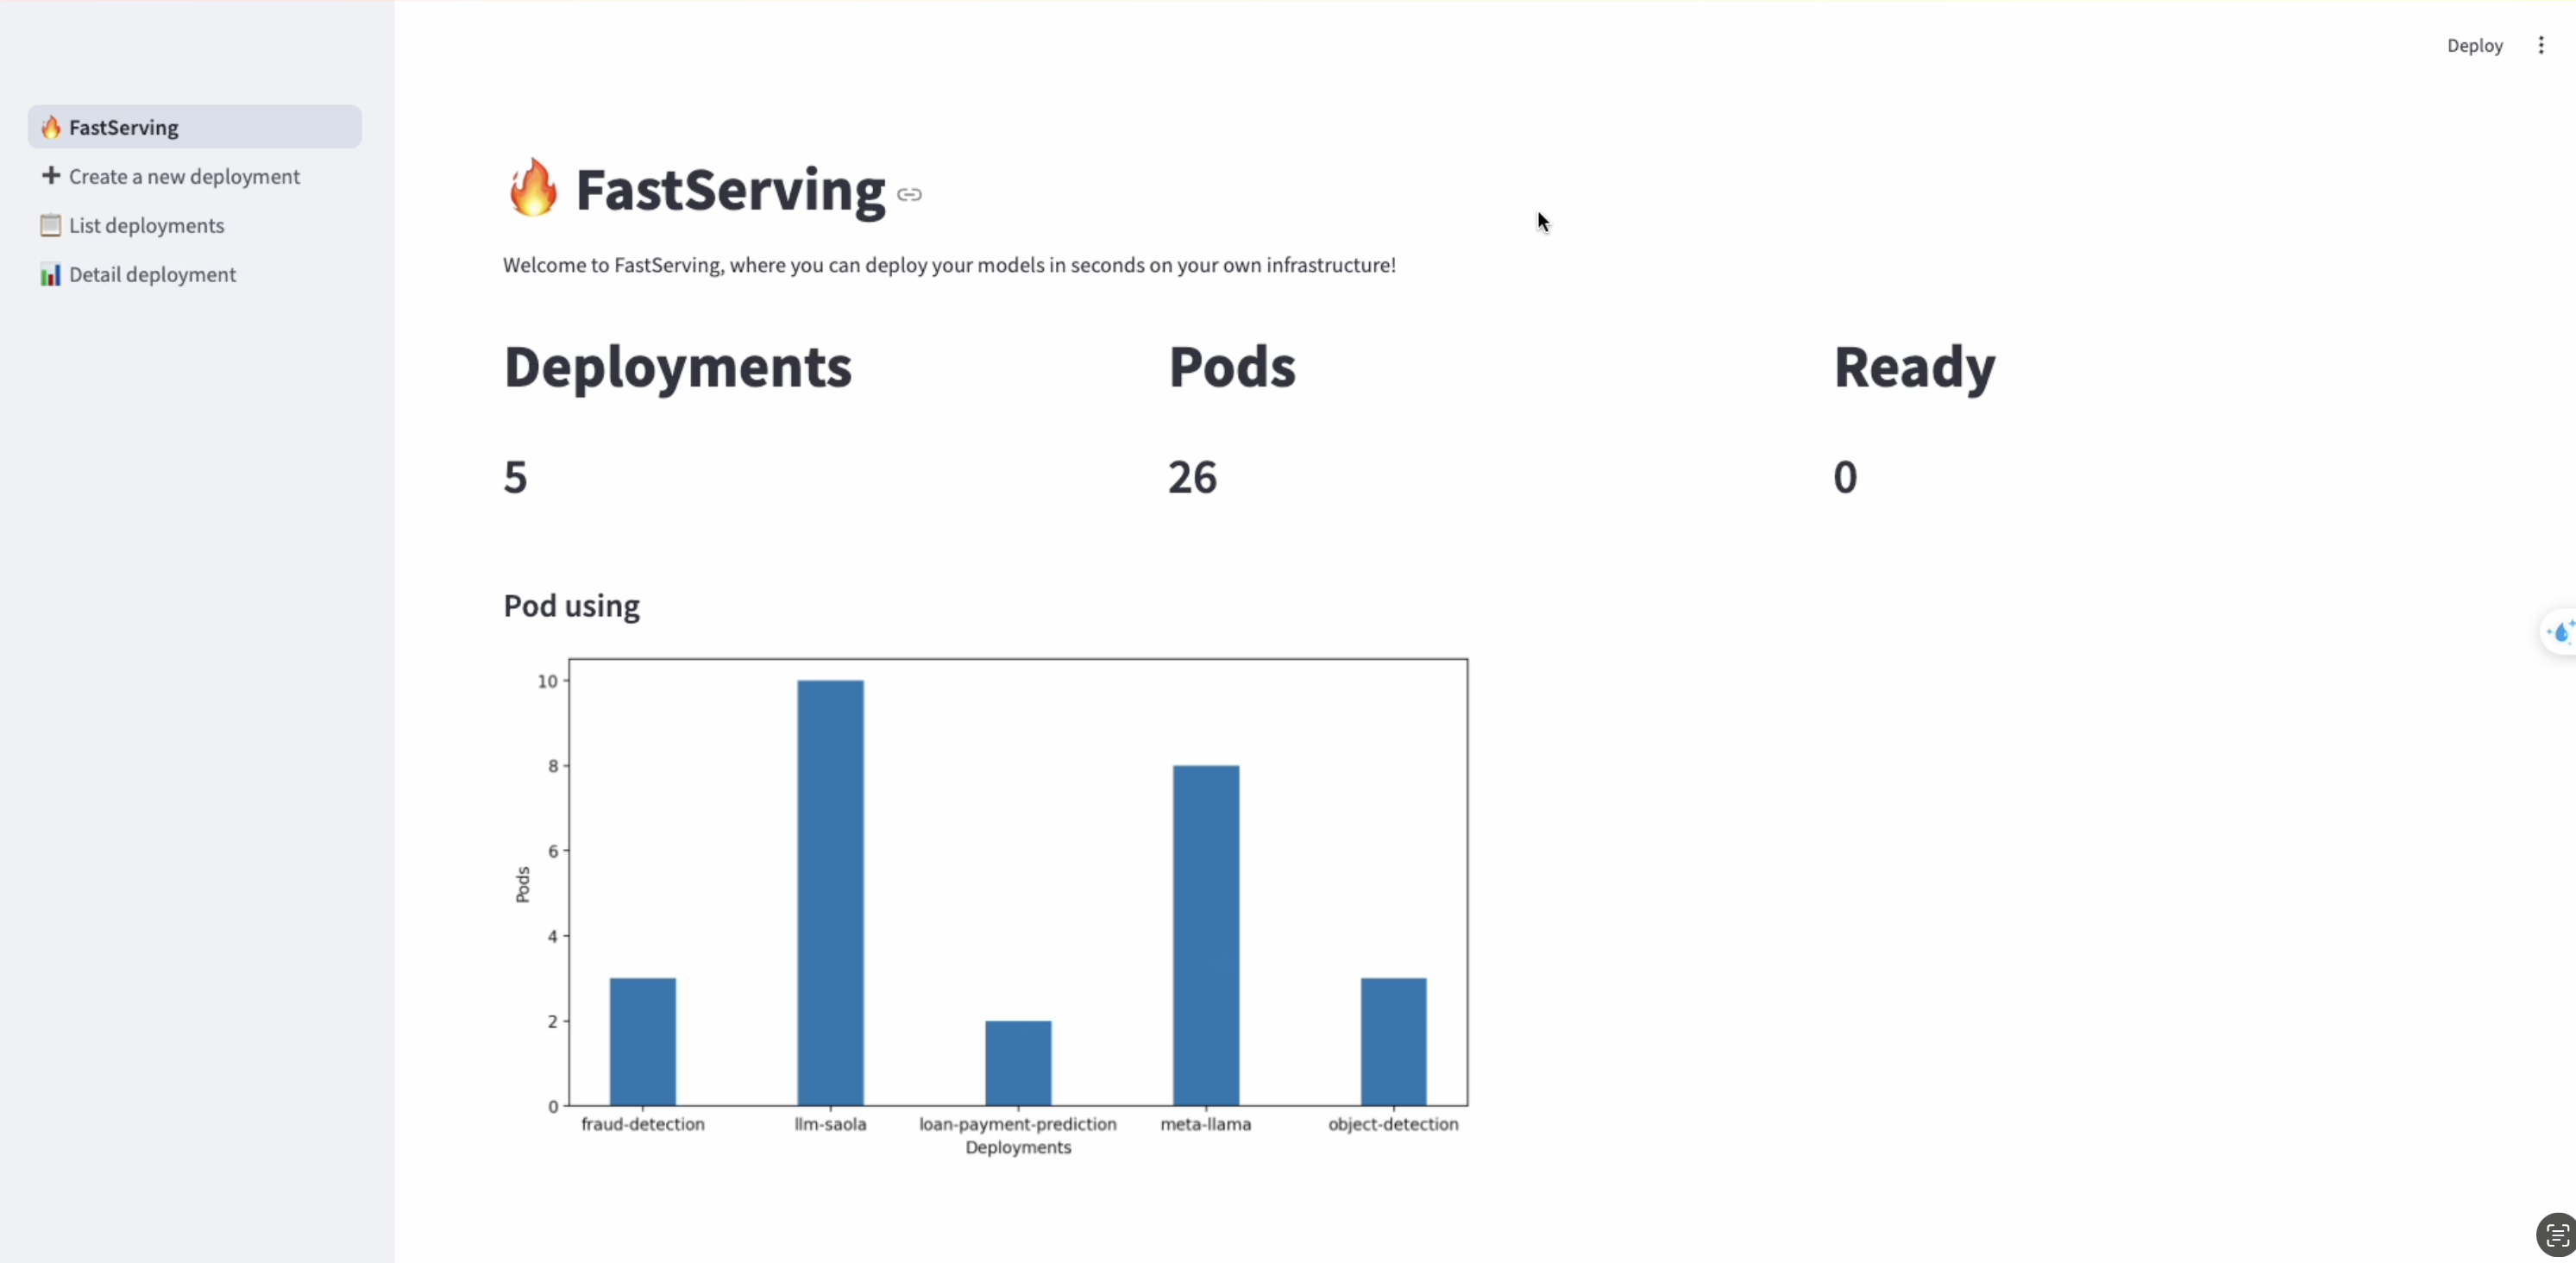 Deploy
FastServing
Create a new deployment
List deployments
Detail deployment
FastServing
Welcome to FastServing, where you can deploy your models in seconds on your own infrastructure!
Deployments
Pods
Ready
5
26
0
Pod using
10
8
6
4
2
0
Pods
fraud-detection
llm-saola
loan-payment-prediction
meta-llama
object-detection
Deployments